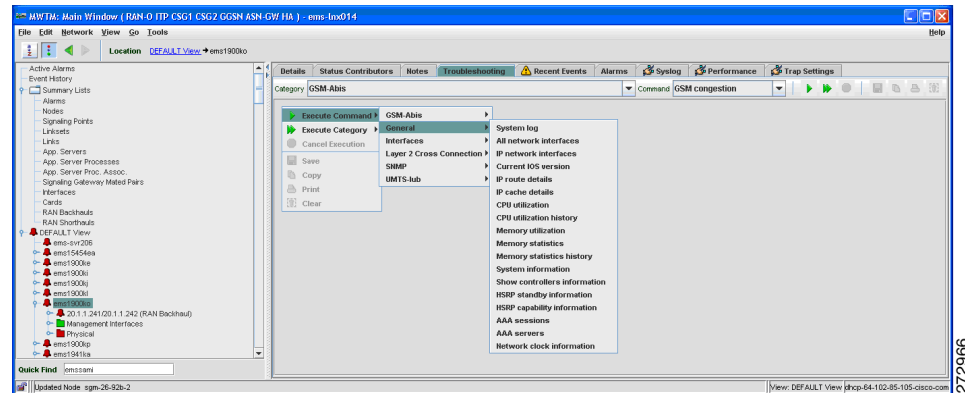 MWTM: Main Window ( RAN-O ITP CSG1 CSG2 GGSN ASN-GW HA ) - ems-lnx014
File Edit Network View Go Tools Help
Location DEFAULT View ems1900ko
Active Alarms
Event History
Summary Lists
Alarms
Nodes
Signaling Points
Linksets
Links
App. Servers
App. Server Processes
App. Server Proc. Assoc.
Signaling Gateway Mated Pairs
Interfaces
Cards
RAN Backhauls
RAN Shorthauls
DEFAULT View
ems-svr206
ems15454ea
ems1900ke
ems1900ki
ems1900kj
ems1900kl
ems1900ko
20.1.1.241/20.1.1.242 (RAN Backhaul)
Management Interfaces
Physical
ems1900kp
ems1941ka
Quick Find emssami
Details Status Contributors Notes Troubleshooting Recent Events Alarms Syslog Performance Trap Settings
Category GSM-Abis Command GSM congestion
Execute Command
Execute Category
Cancel Execution
Save
Copy
Print
Clear
GSM-Abis
General
Interfaces
Layer 2 Cross Connection
SNMP
UMTS-Iub
System log
All network interfaces
IP network interfaces
Current IOS version
IP route details
IP cache details
CPU utilization
CPU utilization history
Memory utilization
Memory statistics
Memory statistics history
System information
Show controllers information
HSRP standby information
HSRP capability information
AAA sessions
AAA servers
Network clock information
Updated Node sgm-26-92b-2
View: DEFAULT View dhcp-64-102-85-105-cisco-com
272966